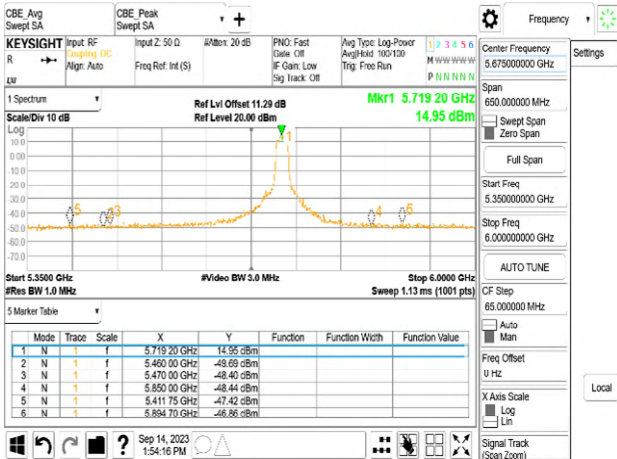 CBE_Avg
Swept SA
CBE_Peak
Swept SA
Frequency
KEYSIGHT
R
Input: RF
Coupling: DC
Align: Auto
Input Z: 50 Ω
Freq Ref: Int (S)
#Atten: 20 dB
PNO: Fast
Gate: Off
IF Gain: Low
Sig Track: Off
Avg Type: Log-Power
Avg|Hold: 100/100
Trig: Free Run
1 2 3 4 5 6
M W W W W W
P N N N N N
1 Spectrum
Scale/Div 10 dB
Ref Lvl Offset 11.29 dB
Ref Level 20.00 dBm
Mkr1 5.719 20 GHz
14.95 dBm
Log
10.0
0.00
-10.0
-20.0
-30.0
-40.0
-50.0
-60.0
-70.0
1
5
3
4
6
Start 5.3500 GHz
#Res BW 1.0 MHz
#Video BW 3.0 MHz
Stop 6.0000 GHz
Sweep 1.13 ms (1001 pts)
5 Marker Table
Mode Trace Scale X Y Function Function Width Function Value
1 N 1 f 5.719 20 GHz 14.95 dBm
2 N 1 f 5.460 00 GHz -49.69 dBm
3 N 1 f 5.470 00 GHz -48.40 dBm
4 N 1 f 5.850 00 GHz -48.44 dBm
5 N 1 f 5.411 75 GHz -47.42 dBm
6 N 1 f 5.894 70 GHz -46.86 dBm
Sep 14, 2023
1:54:16 PM
Center Frequency
5.675000000 GHz
Span
650.000000 MHz
Swept Span
Zero Span
Full Span
Start Freq
5.350000000 GHz
Stop Freq
6.000000000 GHz
AUTO TUNE
CF Step
65.000000 MHz
Auto
Man
Freq Offset
0 Hz
X Axis Scale
Log
Lin
Signal Track
(Span Zoom)
Settings
Local